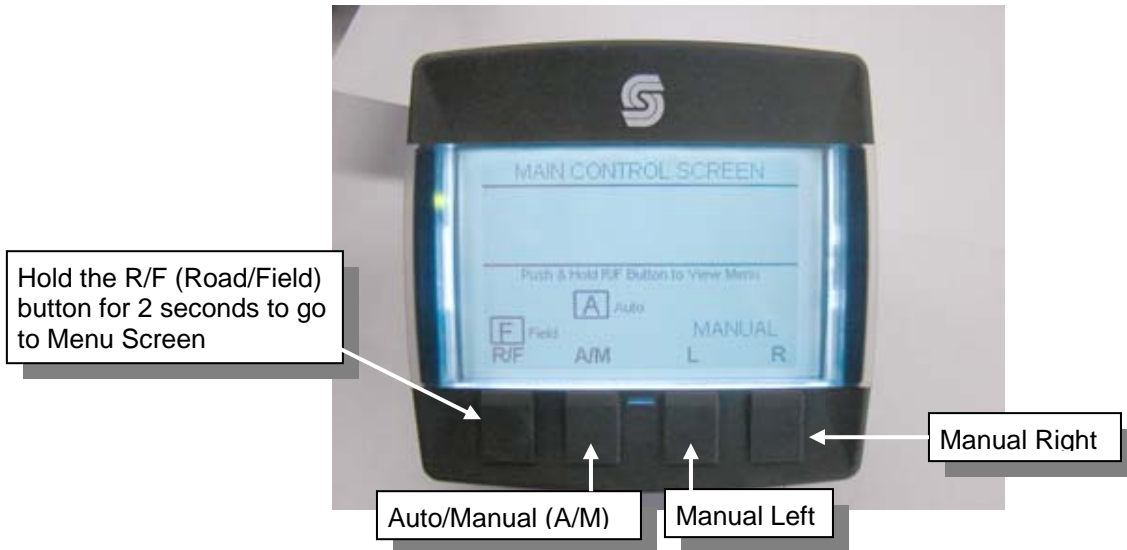 MAIN CONTROL SCREEN
Push & Hold R/F Button to View Menu
A Auto
F Field
MANUAL
R/F A/M L R
Hold the R/F (Road/Field)
button for 2 seconds to go
to Menu Screen
Manual Right
Auto/Manual (A/M)
Manual Left